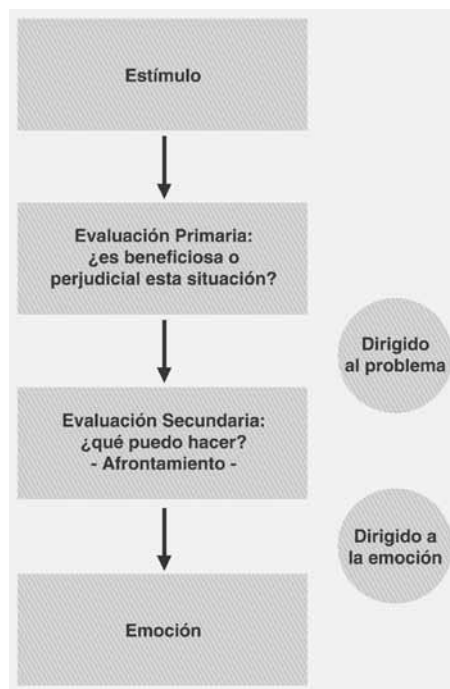 Estímulo
Evaluación Primaria:
¿es beneficiosa o
perjudicial esta situación?
Dirigido
al problema
Evaluación Secundaria:
¿qué puedo hacer?
- Afrontamiento -
Dirigido a
la emoción
Emoción